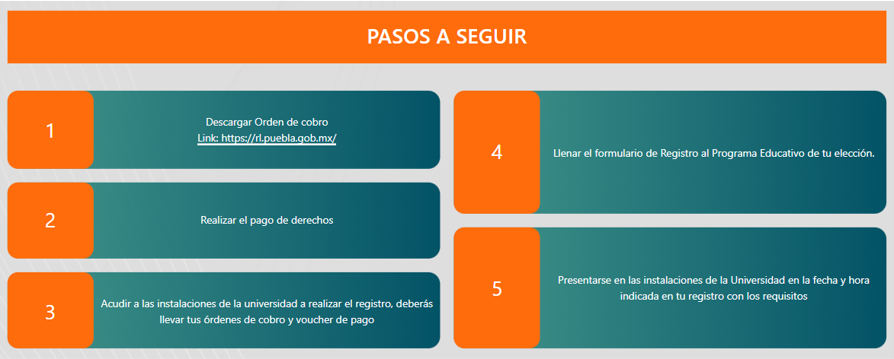 PASOS A SEGUIR
1
Descargar Orden de cobro
Link: https://rl.puebla.gob.mx/
2
Realizar el pago de derechos
3
Acudir a las instalaciones de la universidad a realizar el registro, deberás
llevar tus órdenes de cobro y voucher de pago
4
Llenar el formulario de Registro al Programa Educativo de tu elección.
5
Presentarse en las instalaciones de la Universidad en la fecha y hora
indicada en tu registro con los requisitos